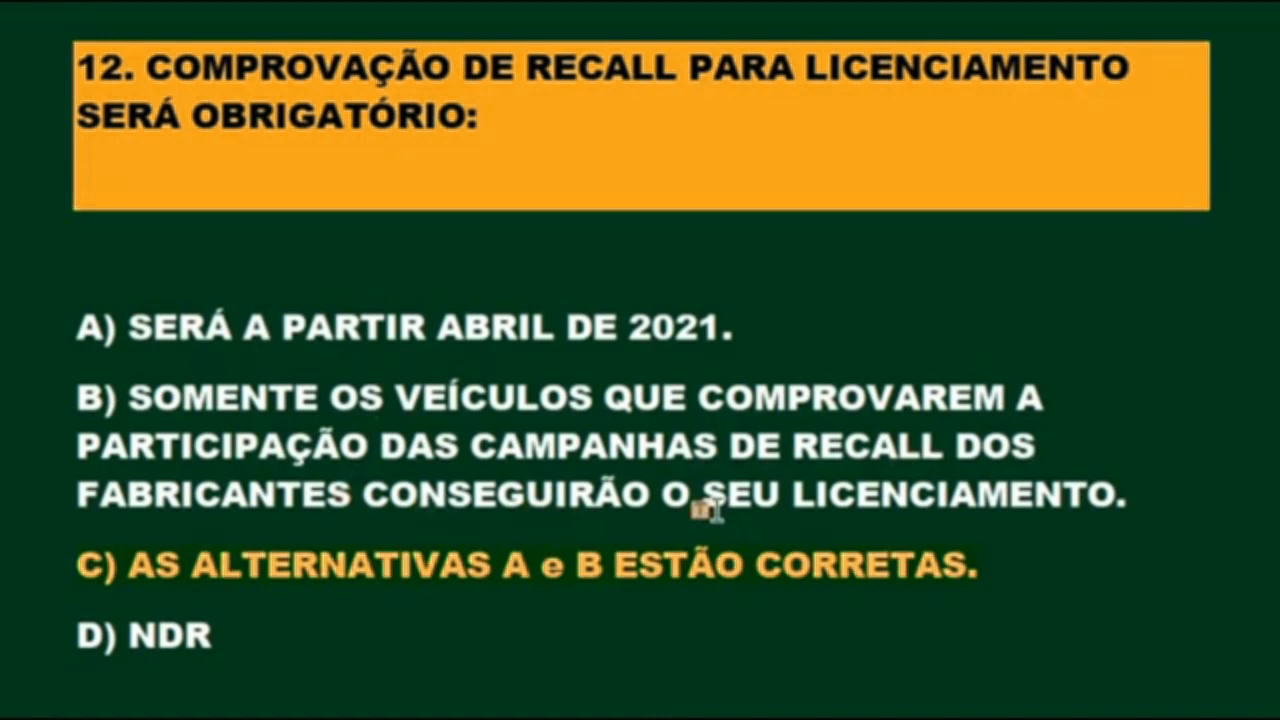 12. COMPROVAÇÃO DE RECALL PARA LICENCIAMENTO
SERÁ OBRIGATÓRIO:
A) SERÁ A PARTIR ABRIL DE 2021.
B) SOMENTE OS VEÍCULOS QUE COMPROVAREM A
PARTICIPAÇÃO DAS CAMPANHAS DE RECALL DOS
FABRICANTES CONSEGUIRÃO O SEU LICENCIAMENTO.
C) AS ALTERNATIVAS A e B ESTÃO CORRETAS.
D) NDR